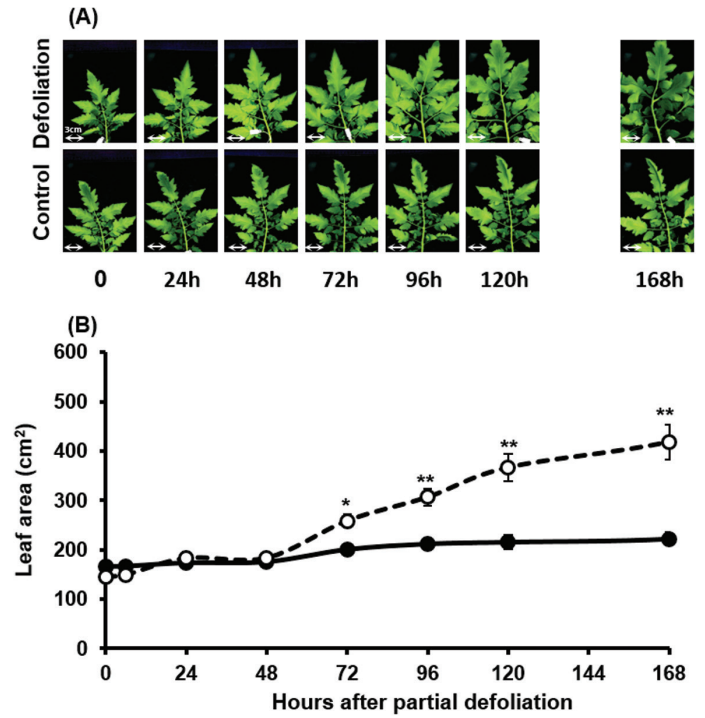 (A)
Defoliation
3cm
Control
0 24h 48h 72h 96h 120h 168h
(B)
600
500
400
300
200
100
0
Leaf area (cm²)
*
**
**
**
0 24 48 72 96 120 144 168
Hours after partial defoliation